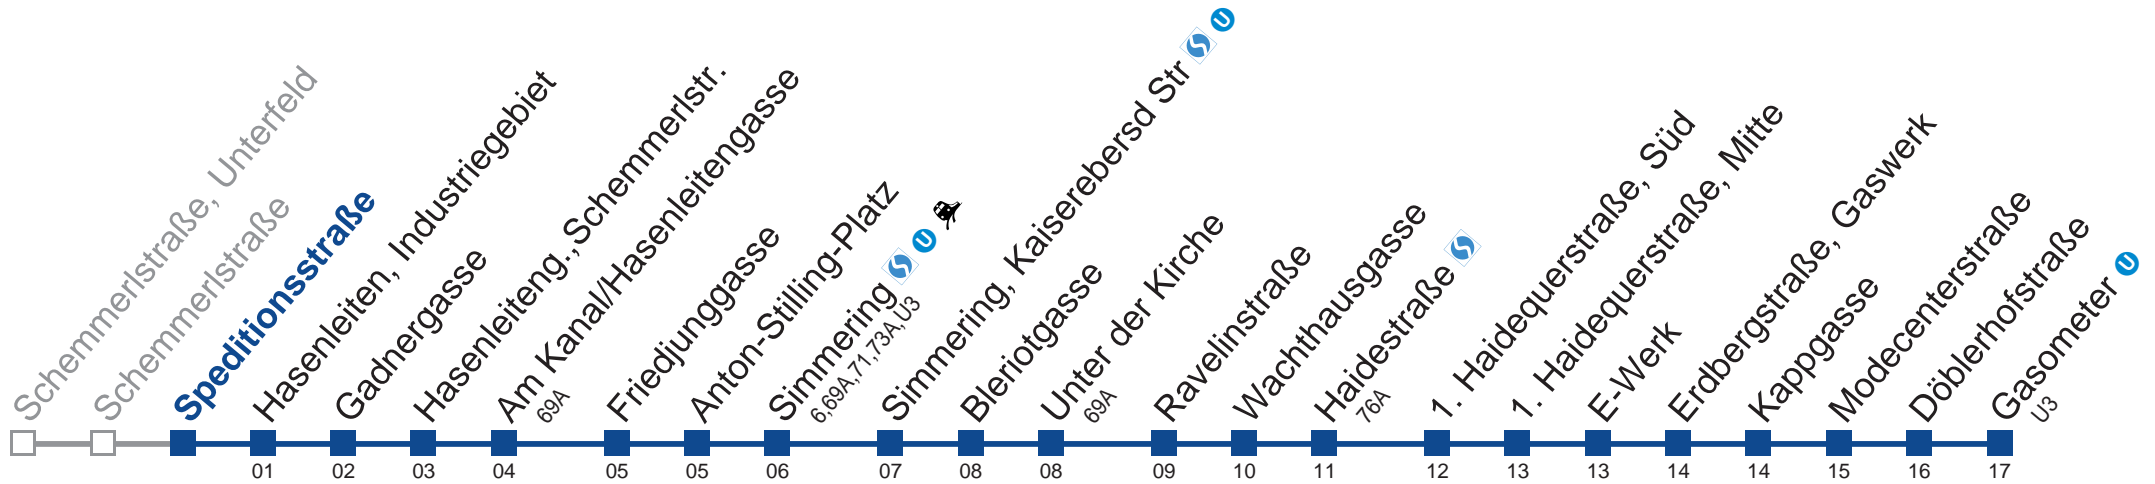 Schemmerlstraße, Unterfeld
Schemmerlstraße
Speditionsstraße
Hasenleiten, Industriegebiet
01
Gadnergasse
02
Hasenleiteng.,Schemmerlstr.
03
Am Kanal/Hasenleitengasse
69A
04
Friedjunggasse
05
Anton-Stilling-Platz
05
Simmering S U
6,69A,71,73A,U3
06
Simmering, Kaiserebersd Str S U
07
Bleriotgasse
08
Unter der Kirche
69A
08
Ravelinstraße
09
Wachthausgasse
10
Haidestraße S
76A
11
1. Haidequerstraße, Süd
12
1. Haidequerstraße, Mitte
13
E-Werk
13
Erdbergstraße, Gaswerk
14
Kappgasse
14
Modecenterstraße
15
Döblerhofstraße
16
Gasometer U
U3
17